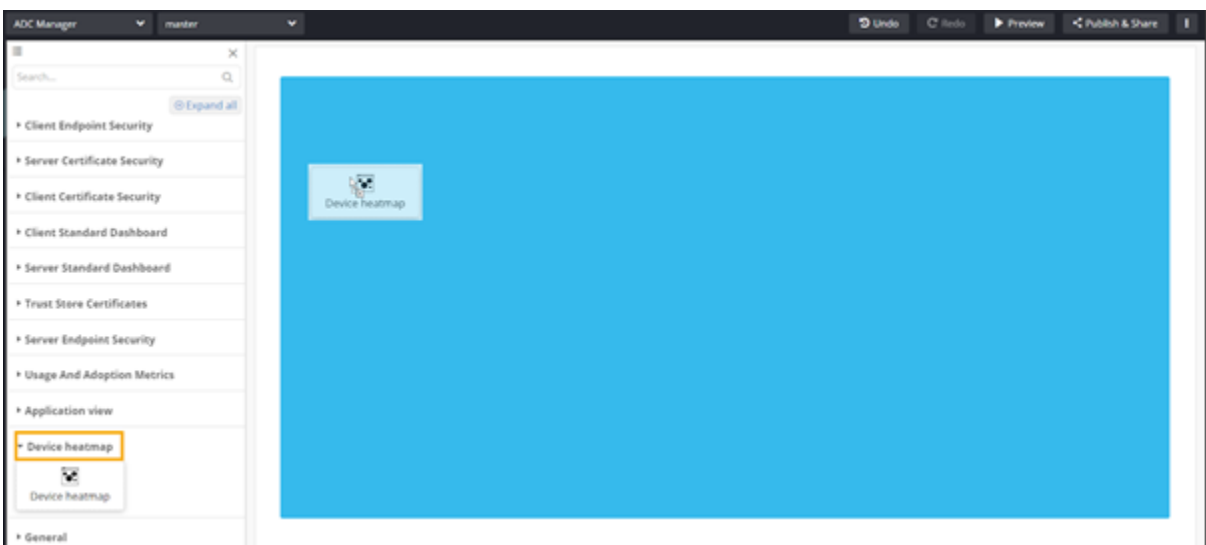 ADC Manager master Undo Redo Preview Publish & Share
Search...
Expand all
Client Endpoint Security
Server Certificate Security
Client Certificate Security
Client Standard Dashboard
Server Standard Dashboard
Trust Store Certificates
Server Endpoint Security
Usage And Adoption Metrics
Application view
Device heatmap
Device heatmap
General
Device heatmap